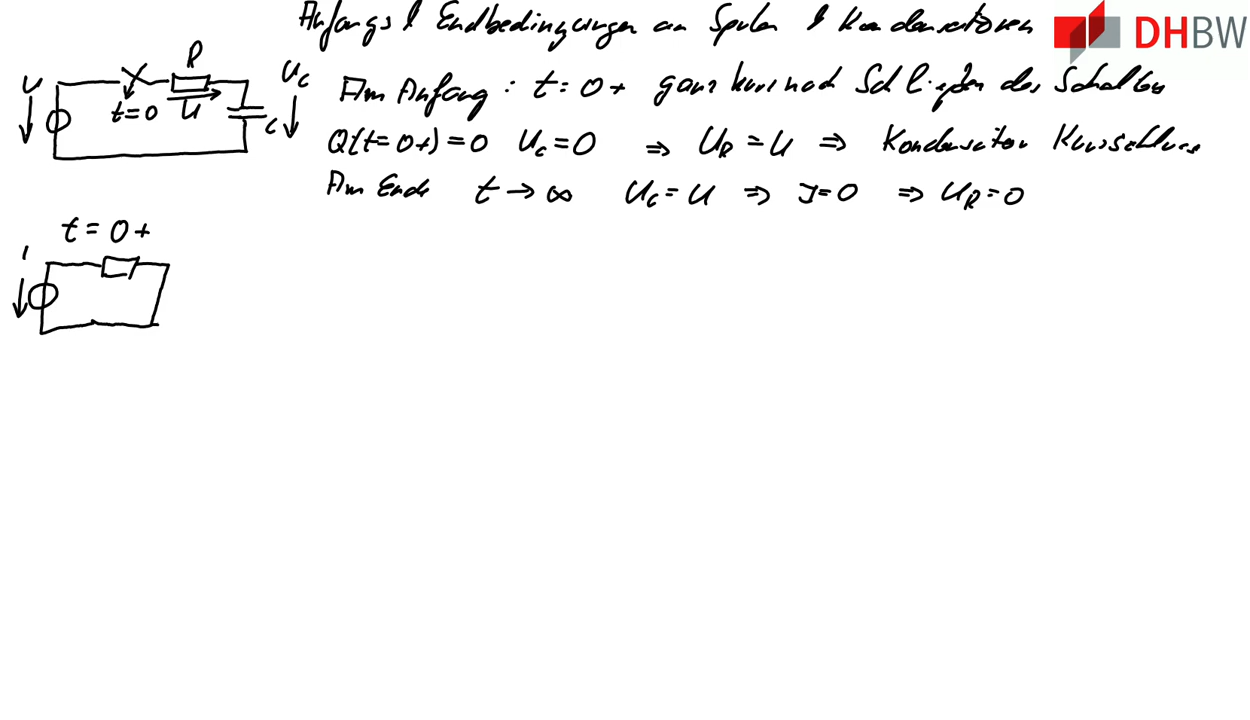 Anfangs & Endbedingungen an Spulen & Kondensatoren
DHBW
R
U
U_C
t=0
U
C
Am Anfang : t=0+ ganz kurz nach Schließen des Schalters
Q(t=0+)=0 U_C=0 ⇒ U_R=U ⇒ Kondensator Kurzschluss
Am Ende t→∞ U_C=U ⇒ I=0 ⇒ U_R=0
t=0+